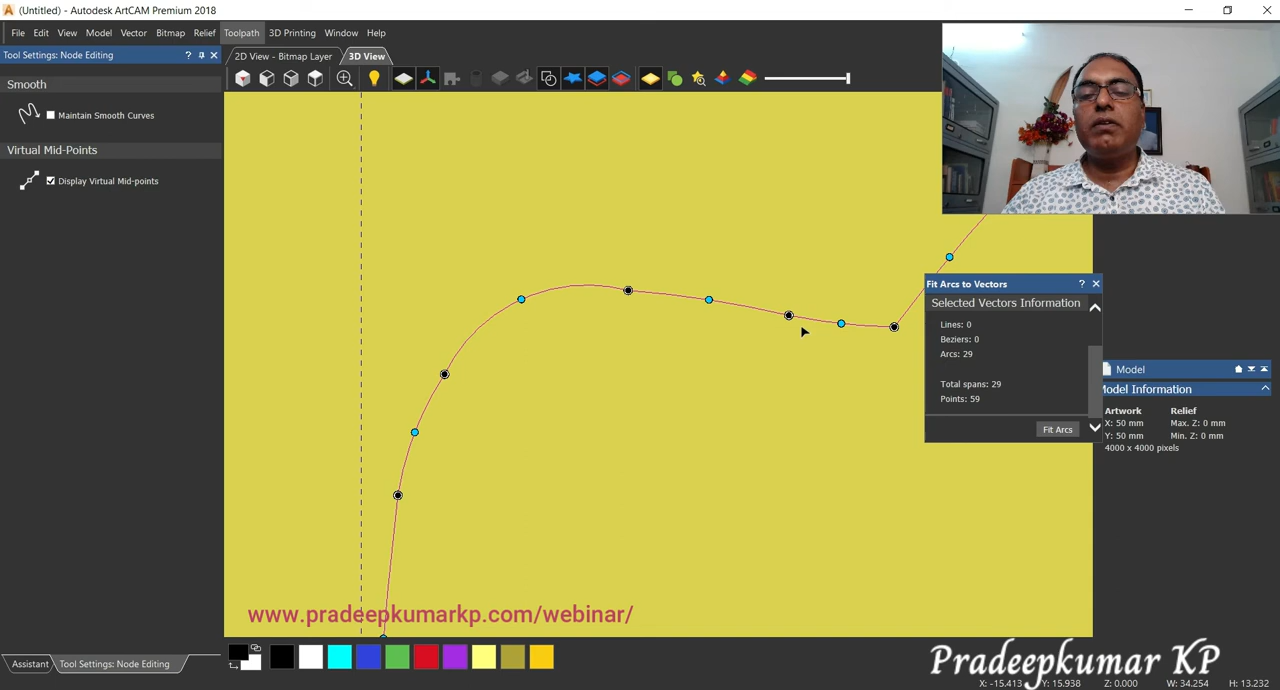 (Untitled) - Autodesk ArtCAM Premium 2018
File Edit View Model Vector Bitmap Relief Toolpath 3D Printing Window Help
Tool Settings: Node Editing
2D View - Bitmap Layer
3D View
Smooth
Maintain Smooth Curves
Virtual Mid-Points
Display Virtual Mid-points
Fit Arcs to Vectors
Selected Vectors Information
Lines: 0
Beziers: 0
Arcs: 29
Total spans: 29
Points: 59
Fit Arcs
Model
Model Information
Artwork Relief
X: 50 mm Max. Z: 0 mm
Y: 50 mm Min. Z: 0 mm
4000 x 4000 pixels
www.pradeepkumarkp.com/webinar/
Assistant
Tool Settings: Node Editing
Pradeepkumar KP
X: -15.413 Y: 15.938 Z: 0.000 W: 34.254 H: 13.232